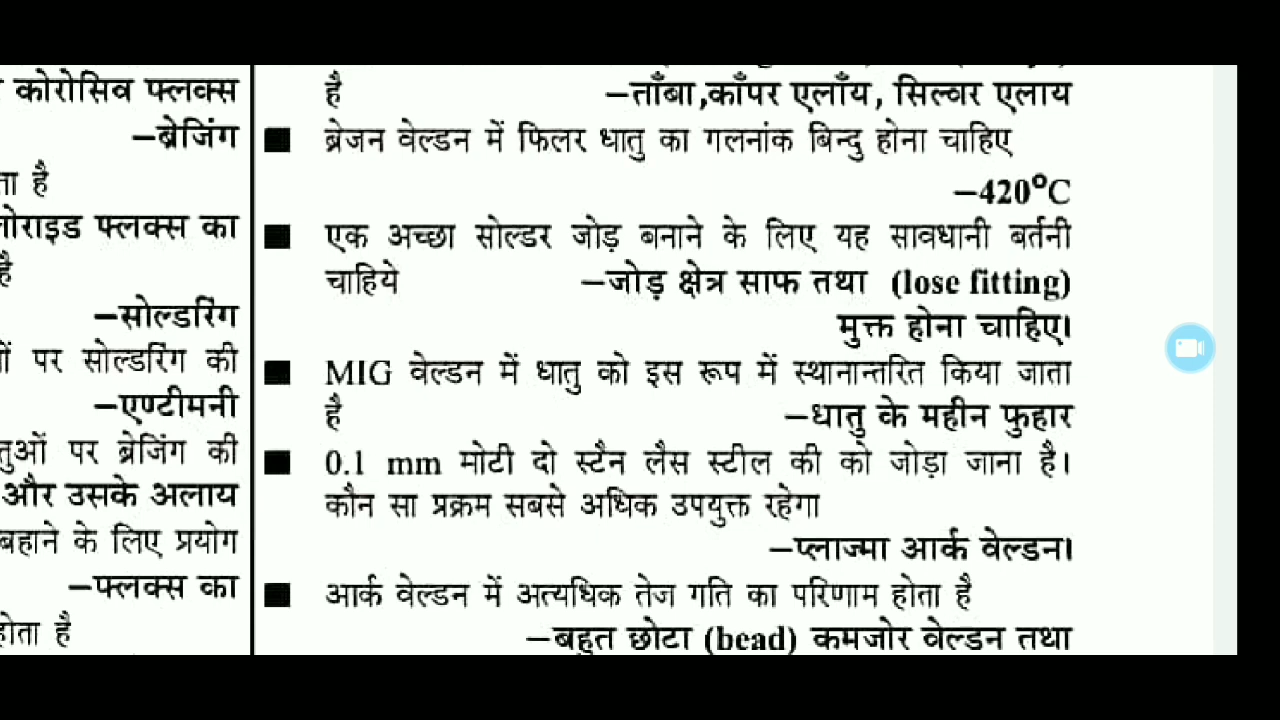 कोरोसिव फ्लक्स
–ब्रेजिंग
ता है
लोराइड फ्लक्स का
है
–सोल्डरिंग
ों पर सोल्डरिंग की
–एण्टीमनी
तुओं पर ब्रेजिंग की
और उसके अलाय
बहाने के लिए प्रयोग
–फ्लक्स का
होता है
है –ताँबा,काँपर एलाँय, सिल्वर एलाय
■ ब्रेजन वेल्डन में फिलर धातु का गलनांक बिन्दु होना चाहिए
–420°C
■ एक अच्छा सोल्डर जोड़ बनाने के लिए यह सावधानी बर्तनी
चाहिये –जोड़ क्षेत्र साफ तथा (lose fitting)
मुक्त होना चाहिए।
■ MIG वेल्डन में धातु को इस रूप में स्थानान्तरित किया जाता
है –धातु के महीन फुहार
■ 0.1 mm मोटी दो स्टैन लैस स्टील की को जोड़ा जाना है।
कौन सा प्रक्रम सबसे अधिक उपयुक्त रहेगा
–प्लाज्मा आर्क वेल्डन।
■ आर्क वेल्डन में अत्यधिक तेज गति का परिणाम होता है
–बहुत छोटा (bead) कमजोर वेल्डन तथा